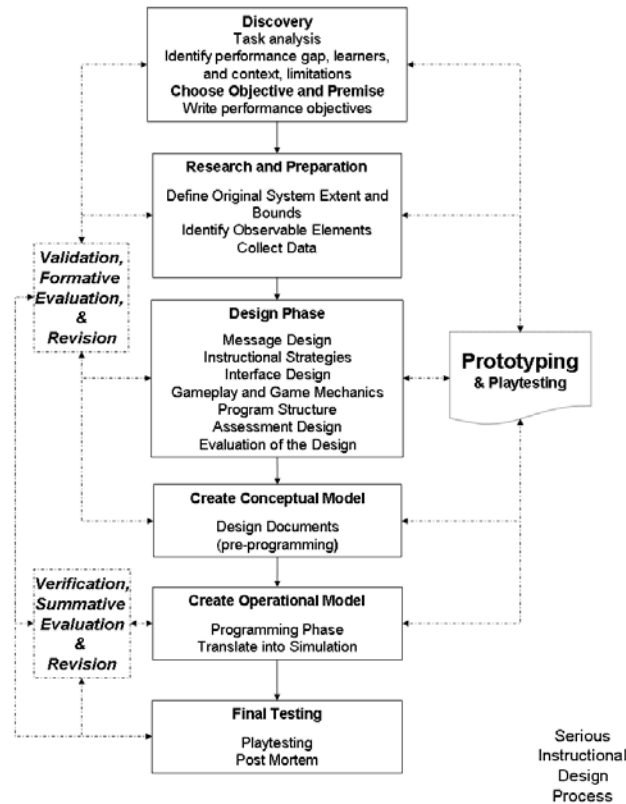 Discovery
Task analysis
Identify performance gap, learners,
and context, limitations
Choose Objective and Premise
Write performance objectives
Research and Preparation
Define Original System Extent and
Bounds
Identify Observable Elements
Collect Data
Validation,
Formative
Evaluation,
&
Revision
Design Phase
Message Design
Instructional Strategies
Interface Design
Gameplay and Game Mechanics
Program Structure
Assessment Design
Evaluation of the Design
Prototyping
& Playtesting
Create Conceptual Model
Design Documents
(pre-programming)
Verification,
Summative
Evaluation
&
Revision
Create Operational Model
Programming Phase
Translate into Simulation
Final Testing
Playtesting
Post Mortem
Serious
Instructional
Design
Process